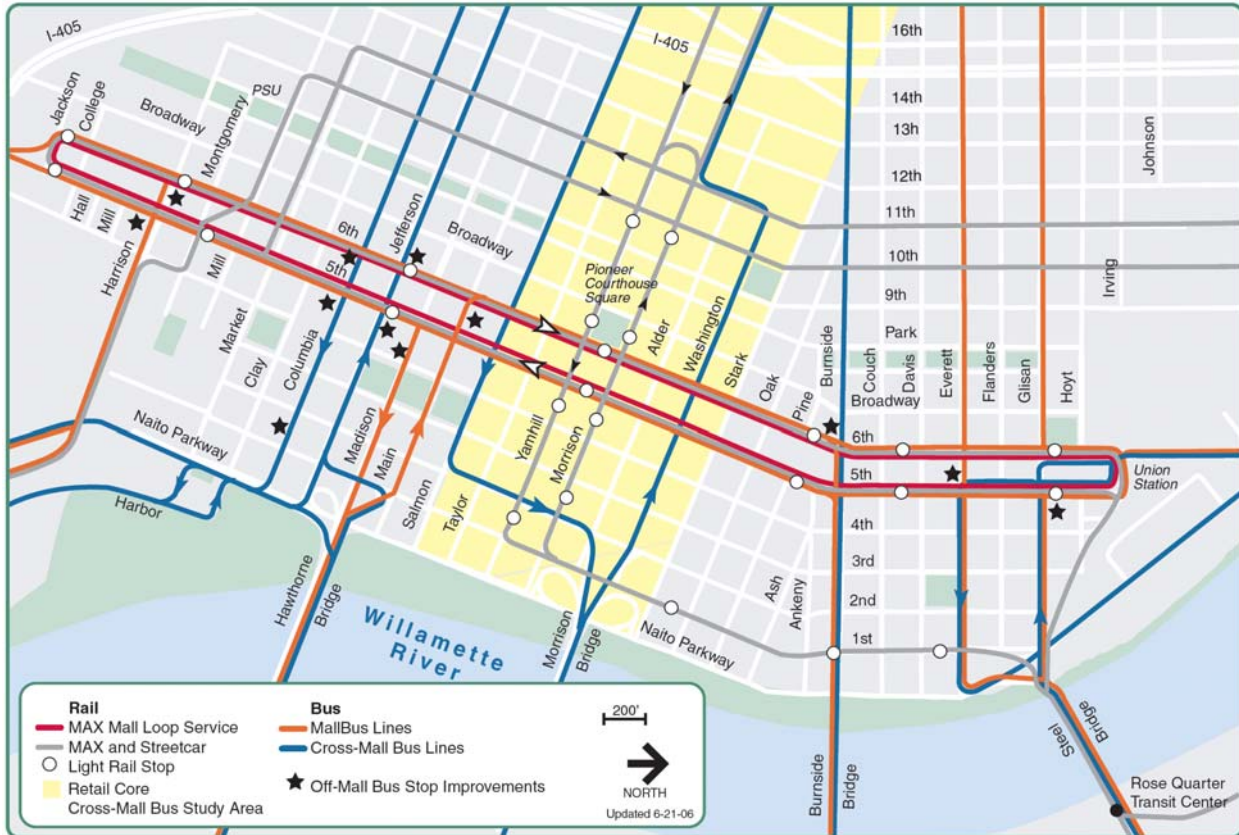 I-405
I-405
16th
14th
13h
12th
11th
10th
9th
Park
Broadway
6th
5th
4th
3rd
2nd
1st
Johnson
Irving
Jackson
College
Broadway
Montgomery
PSU
Hall
Mill
Harrison
Mill
Market
Clay
Columbia
6th
5th
Jefferson
Broadway
Madison
Main
Salmon
Taylor
Yamhill
Morrison
Pioneer
Courthouse
Square
Alder
Washington
Stark
Oak
Pine
Burnside
Couch
Davis
Everett
Flanders
Glisan
Hoyt
Union
Station
Ash
Ankeny
Naito Parkway
Harbor
Naito Parkway
Hawthorne
Bridge
Willamette
River
Morrison
Bridge
Burnside
Bridge
Steel
Bridge
Rose Quarter
Transit Center
Rail
MAX Mall Loop Service
MAX and Streetcar
Light Rail Stop
Retail Core
Cross-Mall Bus Study Area
Bus
MallBus Lines
Cross-Mall Bus Lines
Off-Mall Bus Stop Improvements
200'
NORTH
Updated 6-21-06